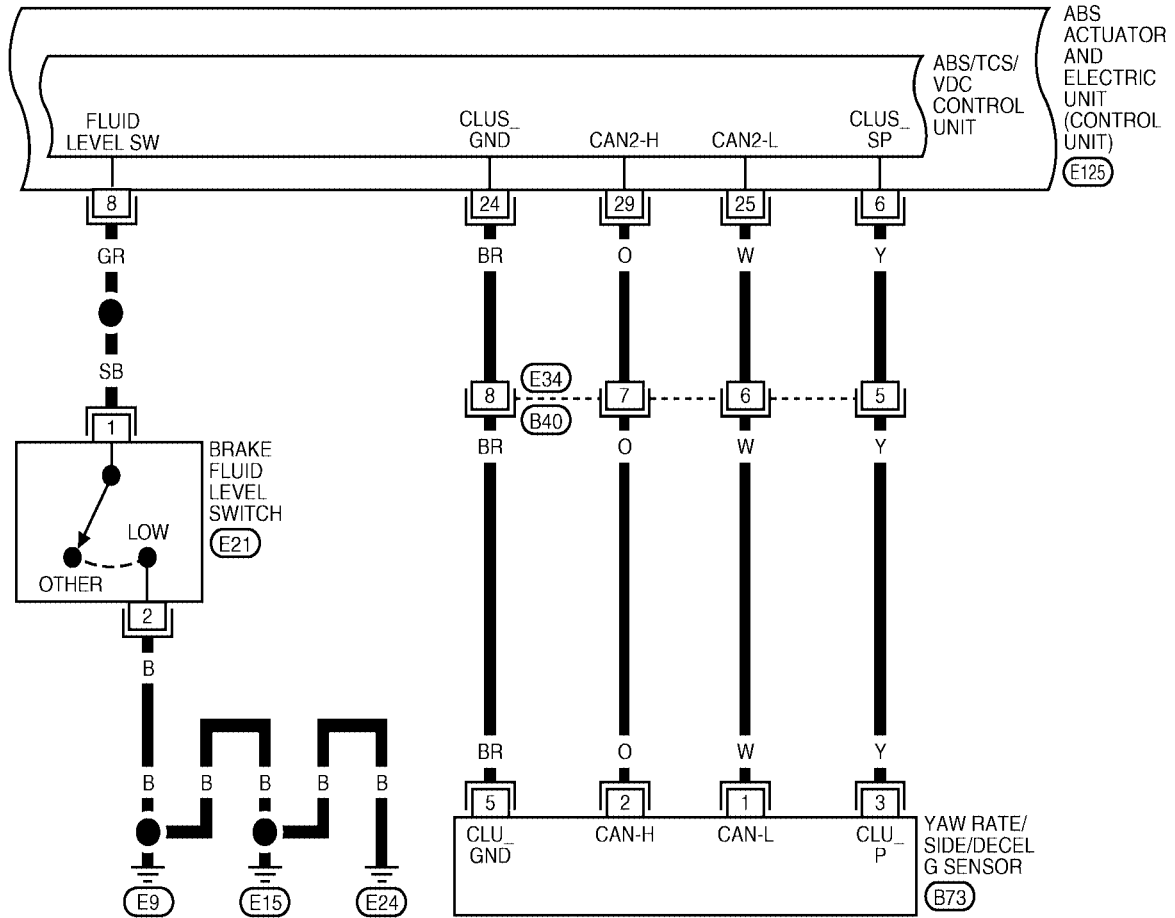 ABS
ACTUATOR
AND
ELECTRIC
UNIT
(CONTROL
UNIT)
E125
ABS/TCS/
VDC
CONTROL
UNIT
FLUID
LEVEL SW
CLUS_
GND
CAN2-H
CAN2-L
CLUS_
SP
8
24
29
25
6
GR
BR
O
W
Y
SB
E34
8
7
6
5
B40
1
BR
O
W
Y
BRAKE
FLUID
LEVEL
SWITCH
E21
LOW
OTHER
2
B
BR
O
W
Y
B
B
B
B
B
5
2
1
3
CLU_
GND
CAN-H
CAN-L
CLU_
P
YAW RATE/
SIDE/DECEL
G SENSOR
B73
E9
E15
E24